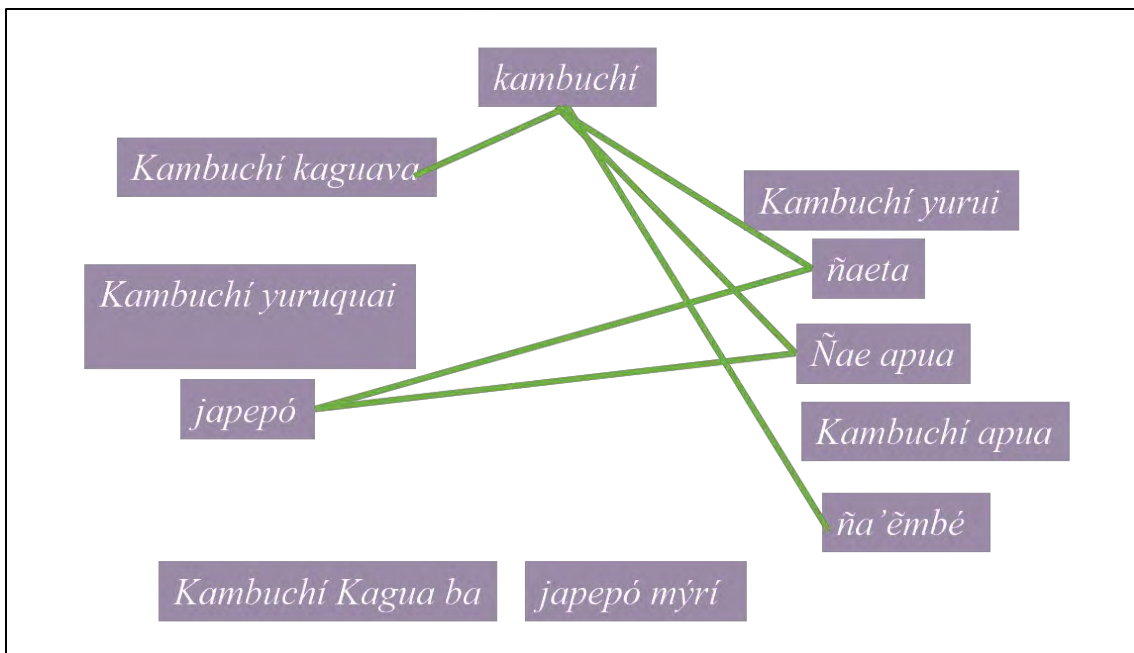 kambuchí
Kambuchí kaguava
Kambuchí yurui
ñaeta
Kambuchí yuruquai
Ñae apua
japepó
Kambuchí apua
ña’ẽmbé
Kambuchí Kagua ba
japepó mýrí